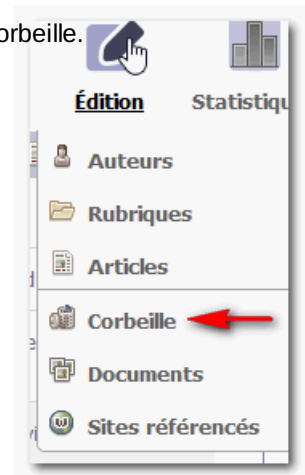 orbeille.
Édition Statistiqu
Auteurs
Rubriques
Articles
Corbeille
Documents
Sites référencés